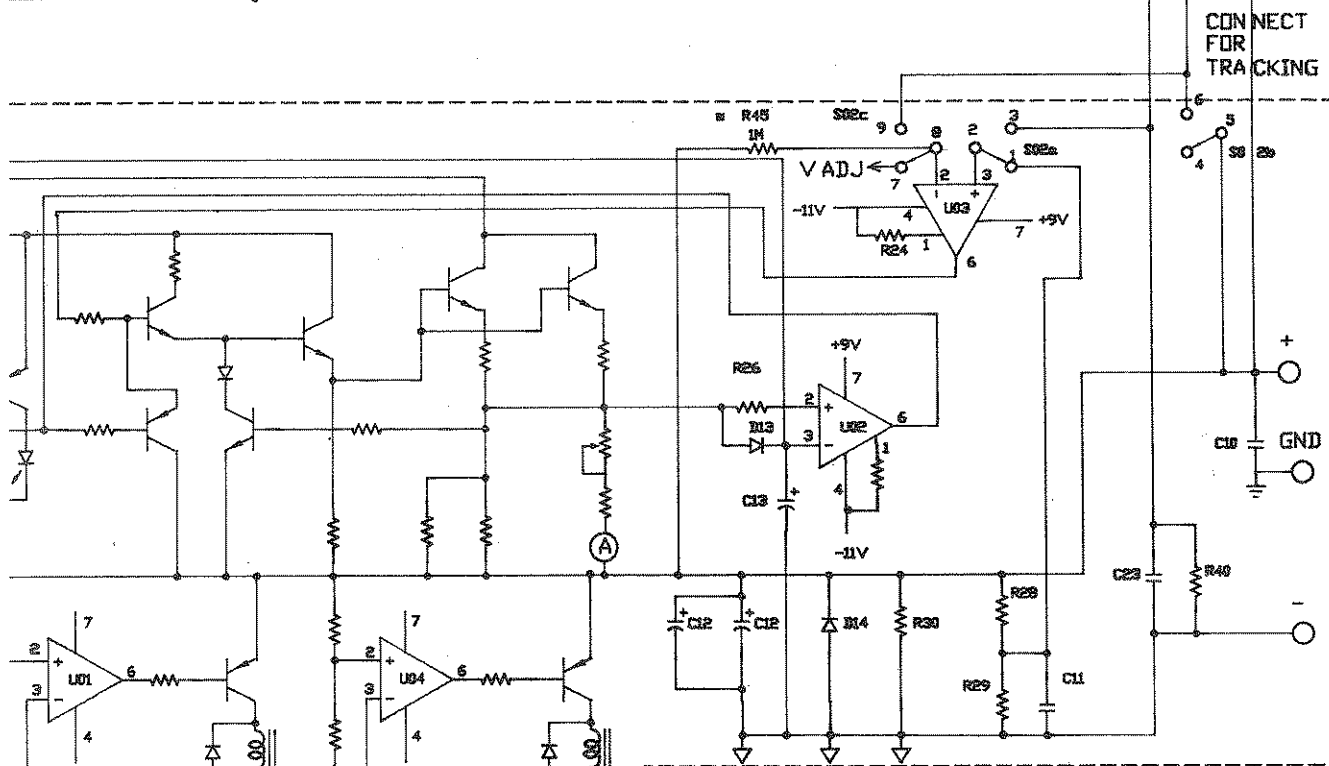 CONNECT
FOR
TRACKING
R45
1M
S02c
9
8
2
3
6
5
4
S02b
S02a
1
V ADJ
7
2
3
-
+
U03
-11V
4
1
R24
7
+9V
6
+9V
7
R26
2
+
U02
6
D13
3
-
1
4
C13
+
-11V
A
+
C10
GND
C23
R40
-
R28
+
C12
+
C12
D14
R30
R29
C11
7
2
+
U01
6
3
-
4
7
2
+
U04
6
3
-
4